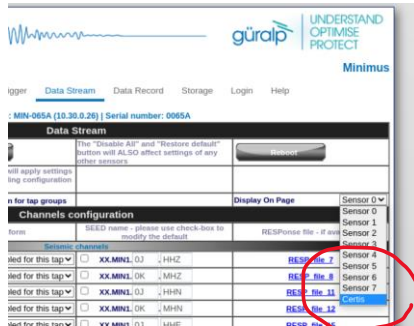 güralp
UNDERSTAND
OPTIMISE
PROTECT
Minimus
igger Data Stream Data Record Storage Login Help
: MIN-065A (10.30.0.26) | Serial number: 0065A
Data Stream
The "Disable All" and "Restore default"
button will ALSO affect settings of any
other sensors
Reboot
will apply settings
ling configuration
n for tap groups
Display On Page
Sensor 0
Sensor 0
Sensor 1
Sensor 2
Sensor 3
Sensor 4
Sensor 5
Sensor 6
Sensor 7
Certis
Channels configuration
form
SEED name - please use check-box to
modify the default
RESPonse file - if ava
Seismic channels
bled for this tap XX.MIN1. 0J . HHZ RESP file 7
bled for this tap XX.MIN1. 0K . MHZ RESP file 8
bled for this tap XX.MIN1. 0J . HHN RESP file 11
bled for this tap XX.MIN1. 0K . MHN RESP file 12
bled for this tap XX.MIN1. 0J . HHE